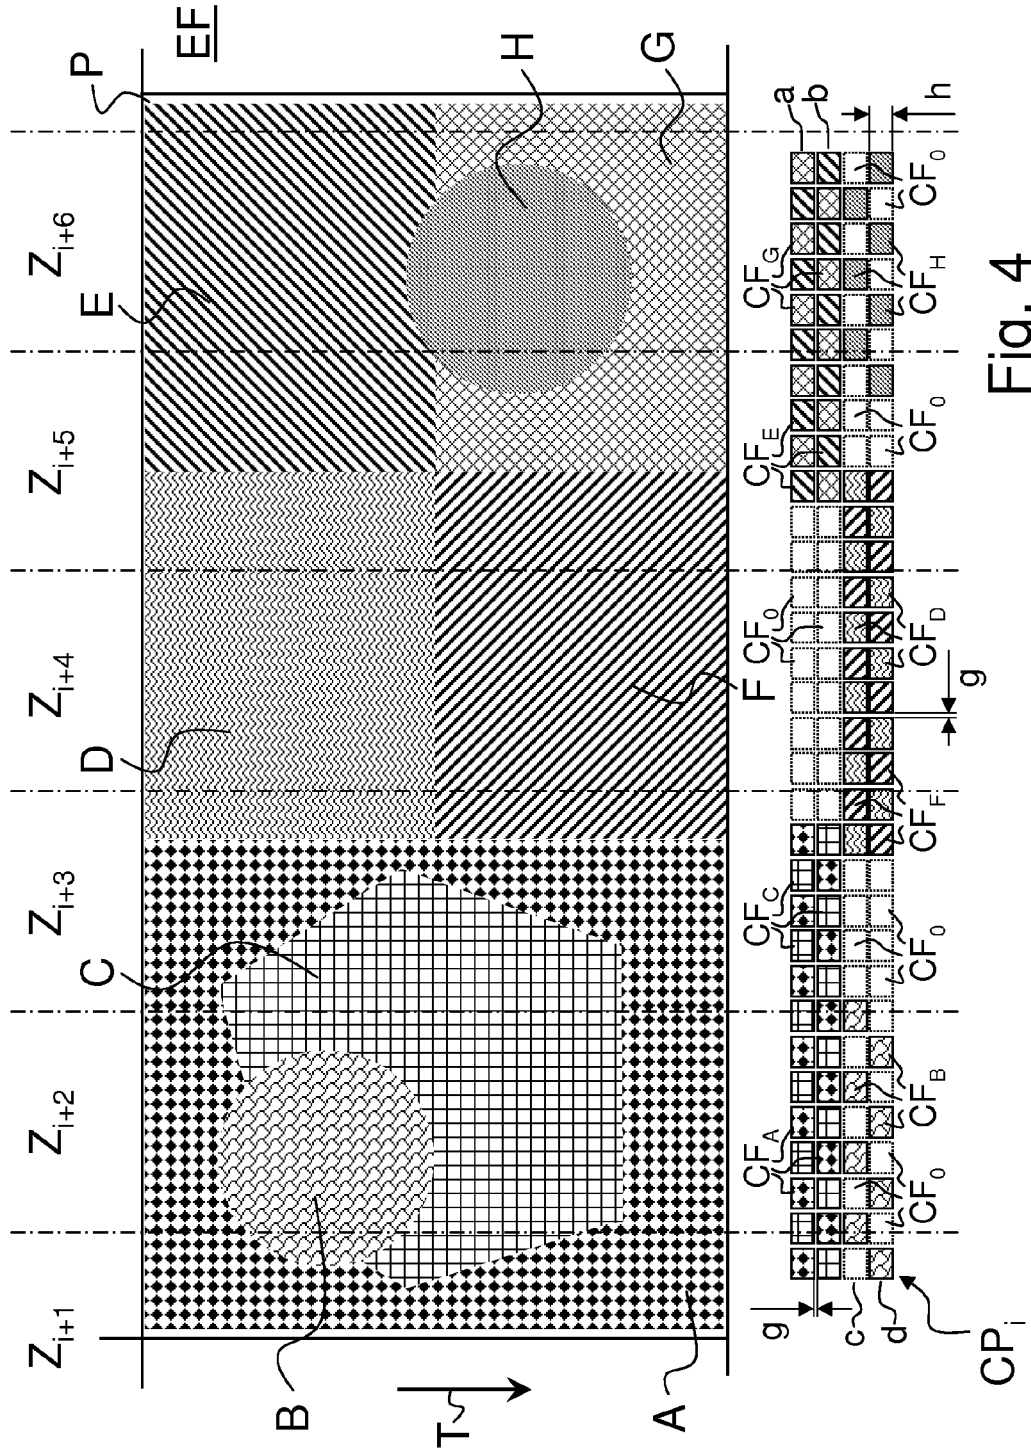 Z_{i+1} Z_{i+2} Z_{i+3} Z_{i+4} Z_{i+5} Z_{i+6}
B C D E P
EF
T
A F G H
g CF_A CF_C CF_0 CF_E CF_G a
b
c
d
h
CF_0 CF_B CF_0 CF_F CF_D CF_0 CF_H CF_0
g
CP_i
Fig. 4